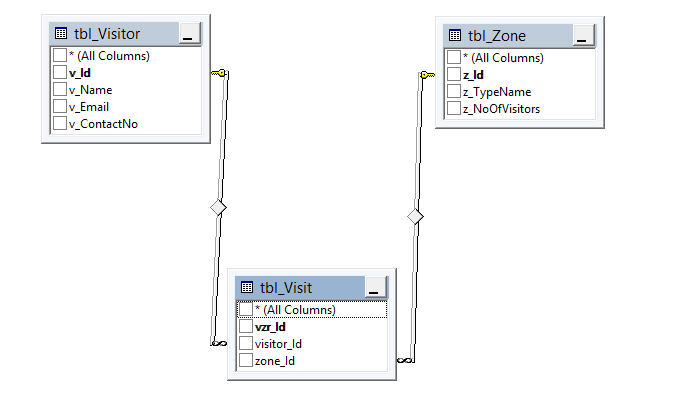 tbl_Visitor
* (All Columns)
v_Id
v_Name
v_Email
v_ContactNo
tbl_Zone
* (All Columns)
z_Id
z_TypeName
z_NoOfVisitors
tbl_Visit
* (All Columns)
vzr_Id
visitor_Id
zone_Id